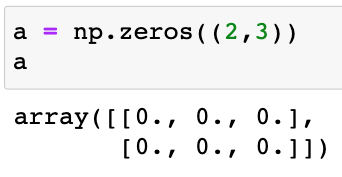 a = np.zeros((2,3))
a
array([[0., 0., 0.],
       [0., 0., 0.]])